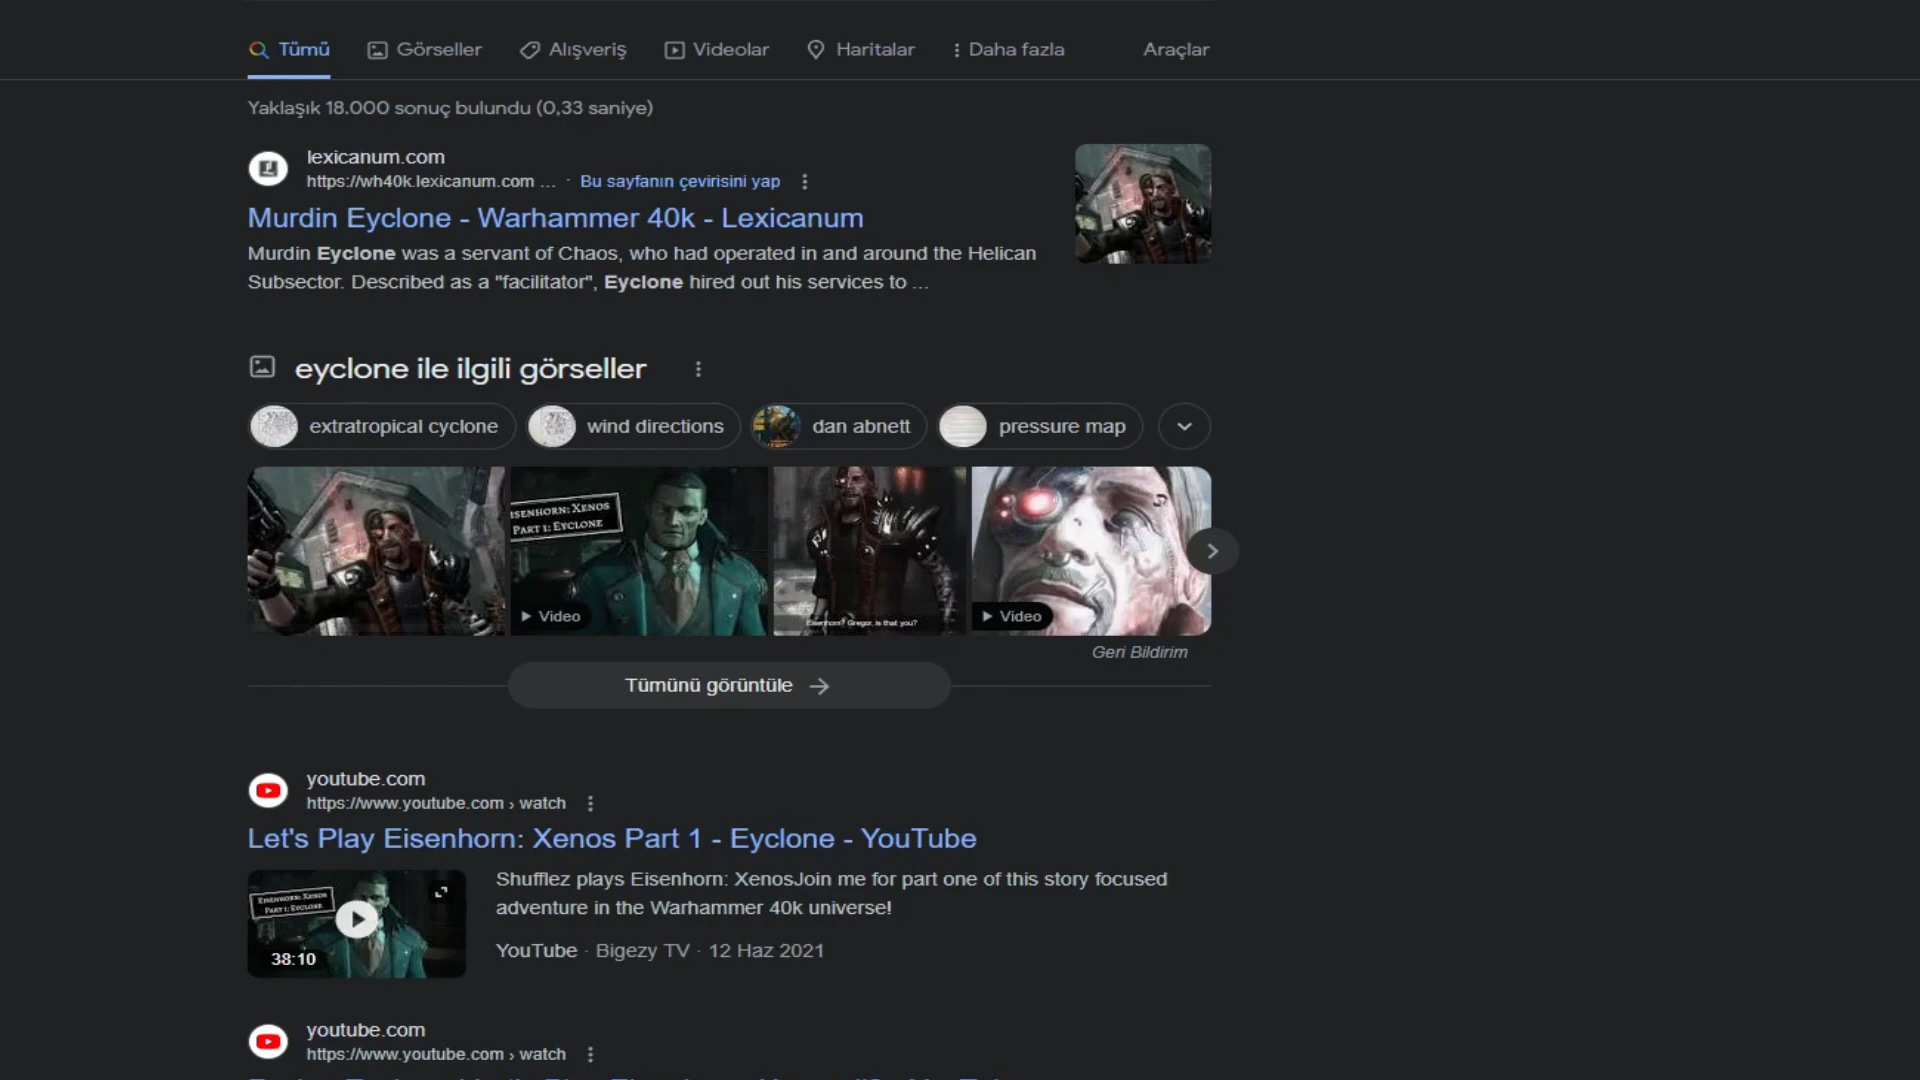 Tümü Görseller Alışveriş Videolar Haritalar Daha fazla Araçlar
Yaklaşık 18.000 sonuç bulundu (0,33 saniye)
lexicanum.com
https://wh40k.lexicanum.com ... · Bu sayfanın çevirisini yap
Murdin Eyclone - Warhammer 40k - Lexicanum
Murdin Eyclone was a servant of Chaos, who had operated in and around the Helican
Subsector. Described as a "facilitator", Eyclone hired out his services to ...
eyclone ile ilgili görseller
extratropical cyclone wind directions dan abnett pressure map
ISENHORN: XENOS
PART 1: EYCLONE
Video
Eisenhorn? Gregor, is that you?
Video
Geri Bildirim
Tümünü görüntüle
youtube.com
https://www.youtube.com › watch
Let's Play Eisenhorn: Xenos Part 1 - Eyclone - YouTube
EISENHORN: XENOS
PART 1: EYCLONE
38:10
Shufflez plays Eisenhorn: XenosJoin me for part one of this story focused
adventure in the Warhammer 40k universe!
YouTube · Bigezy TV · 12 Haz 2021
youtube.com
https://www.youtube.com › watch